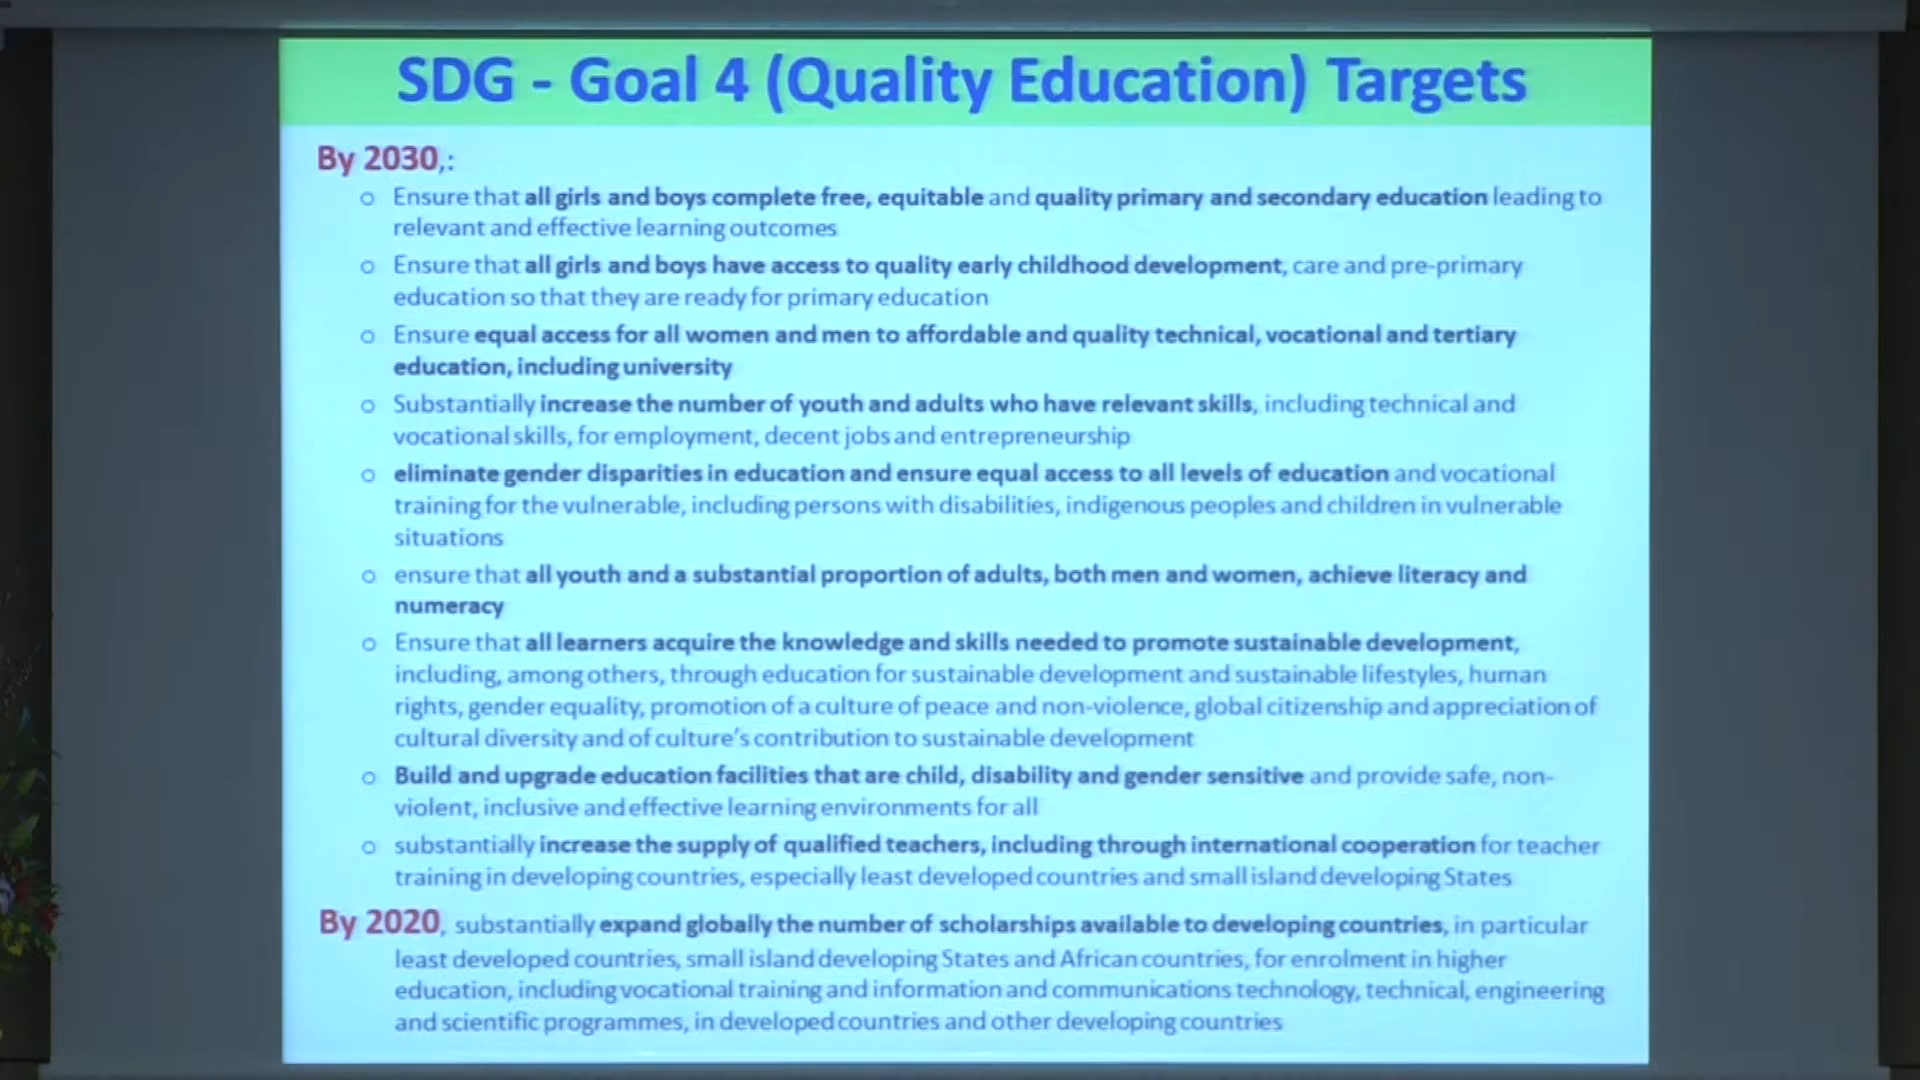 SDG - Goal 4 (Quality Education) Targets
By 2030,:
o Ensure that all girls and boys complete free, equitable and quality primary and secondary education leading to
relevant and effective learning outcomes
o Ensure that all girls and boys have access to quality early childhood development, care and pre-primary
education so that they are ready for primary education
o Ensure equal access for all women and men to affordable and quality technical, vocational and tertiary
education, including university
o Substantially increase the number of youth and adults who have relevant skills, including technical and
vocational skills, for employment, decent jobs and entrepreneurship
o eliminate gender disparities in education and ensure equal access to all levels of education and vocational
training for the vulnerable, including persons with disabilities, indigenous peoples and children in vulnerable
situations
o ensure that all youth and a substantial proportion of adults, both men and women, achieve literacy and
numeracy
o Ensure that all learners acquire the knowledge and skills needed to promote sustainable development,
including, among others, through education for sustainable development and sustainable lifestyles, human
rights, gender equality, promotion of a culture of peace and non-violence, global citizenship and appreciation of
cultural diversity and of culture's contribution to sustainable development
o Build and upgrade education facilities that are child, disability and gender sensitive and provide safe, non-
violent, inclusive and effective learning environments for all
o substantially increase the supply of qualified teachers, including through international cooperation for teacher
training in developing countries, especially least developed countries and small island developing States
By 2020, substantially expand globally the number of scholarships available to developing countries, in particular
least developed countries, small island developing States and African countries, for enrolment in higher
education, including vocational training and information and communications technology, technical, engineering
and scientific programmes, in developed countries and other developing countries